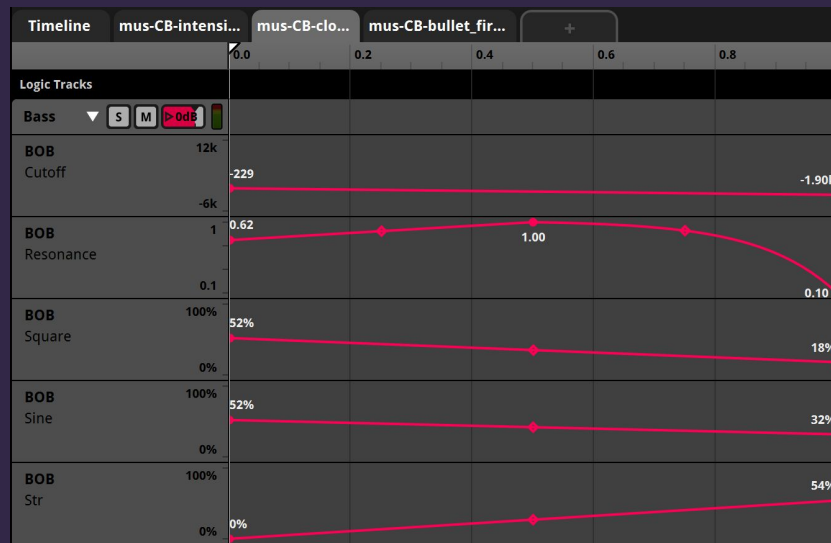 Timeline mus-CB-intensi... mus-CB-clo... mus-CB-bullet_fir... +
0.0 0.2 0.4 0.6 0.8
Logic Tracks
Bass S M 0dB
BOB 12k
Cutoff -229 -1.90
-6k
BOB 1 0.62
Resonance 1.00
0.1 0.10
BOB 100% 52%
Square 18%
0%
BOB 100% 52%
Sine 32%
0%
BOB 100%
Str 54%
0% 0%